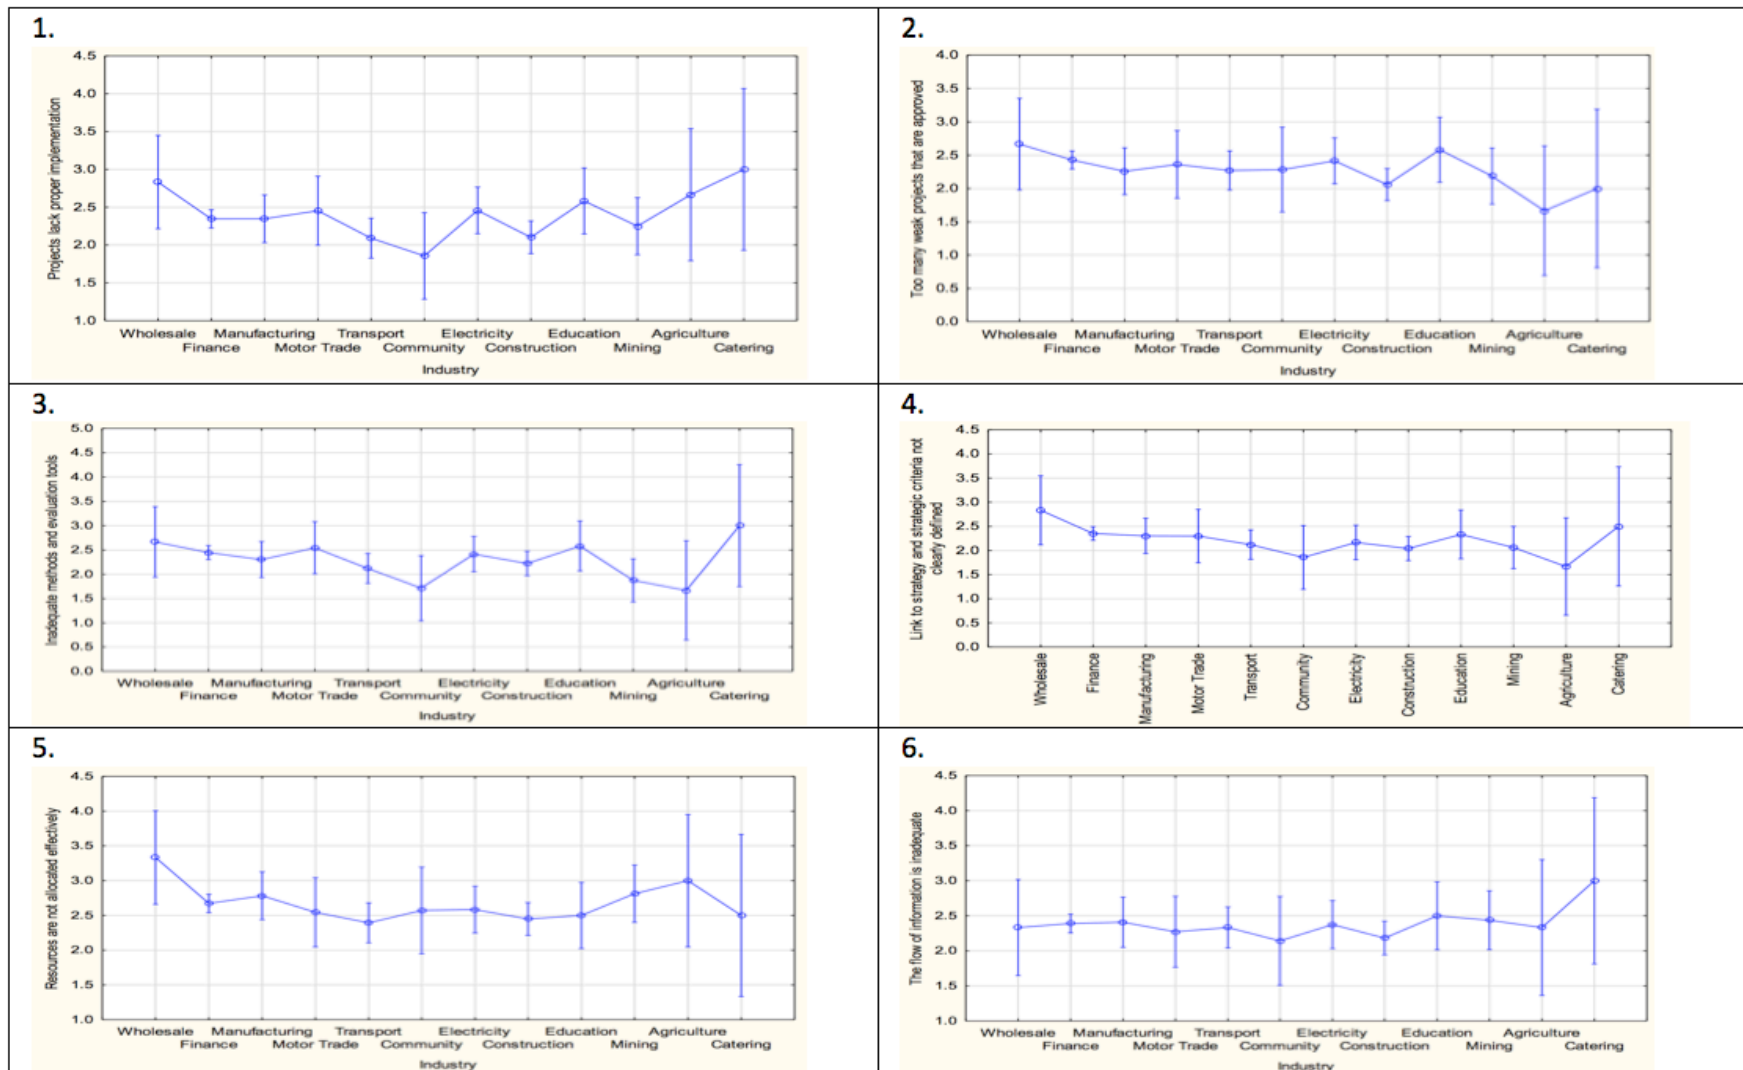 1.
Projects lack proper implementation
4.5
4.0
3.5
3.0
2.5
2.0
1.5
1.0
Wholesale Manufacturing Transport Electricity Education Agriculture
Finance Motor Trade Community Construction Mining Catering
Industry
2.
Too many weak projects that are approved
4.0
3.5
3.0
2.5
2.0
1.5
1.0
0.5
0.0
Wholesale Manufacturing Transport Electricity Education Agriculture
Finance Motor Trade Community Construction Mining Catering
Industry
3.
Inadequate methods and evaluation tools
5.0
4.5
4.0
3.5
3.0
2.5
2.0
1.5
1.0
0.5
0.0
Wholesale Manufacturing Transport Electricity Education Agriculture
Finance Motor Trade Community Construction Mining Catering
Industry
4.
Link to strategy and strategic criteria not
clearly defined
4.5
4.0
3.5
3.0
2.5
2.0
1.5
1.0
0.5
0.0
Wholesale
Finance
Manufacturing
Motor Trade
Transport
Community
Electricity
Construction
Education
Mining
Agriculture
Catering
5.
Resources are not allocated effectively
4.5
4.0
3.5
3.0
2.5
2.0
1.5
1.0
Wholesale Manufacturing Transport Electricity Education Agriculture
Finance Motor Trade Community Construction Mining Catering
Industry
6.
The flow of information is inadequate
4.5
4.0
3.5
3.0
2.5
2.0
1.5
1.0
Wholesale Manufacturing Transport Electricity Education Agriculture
Finance Motor Trade Community Construction Mining Catering
Industry